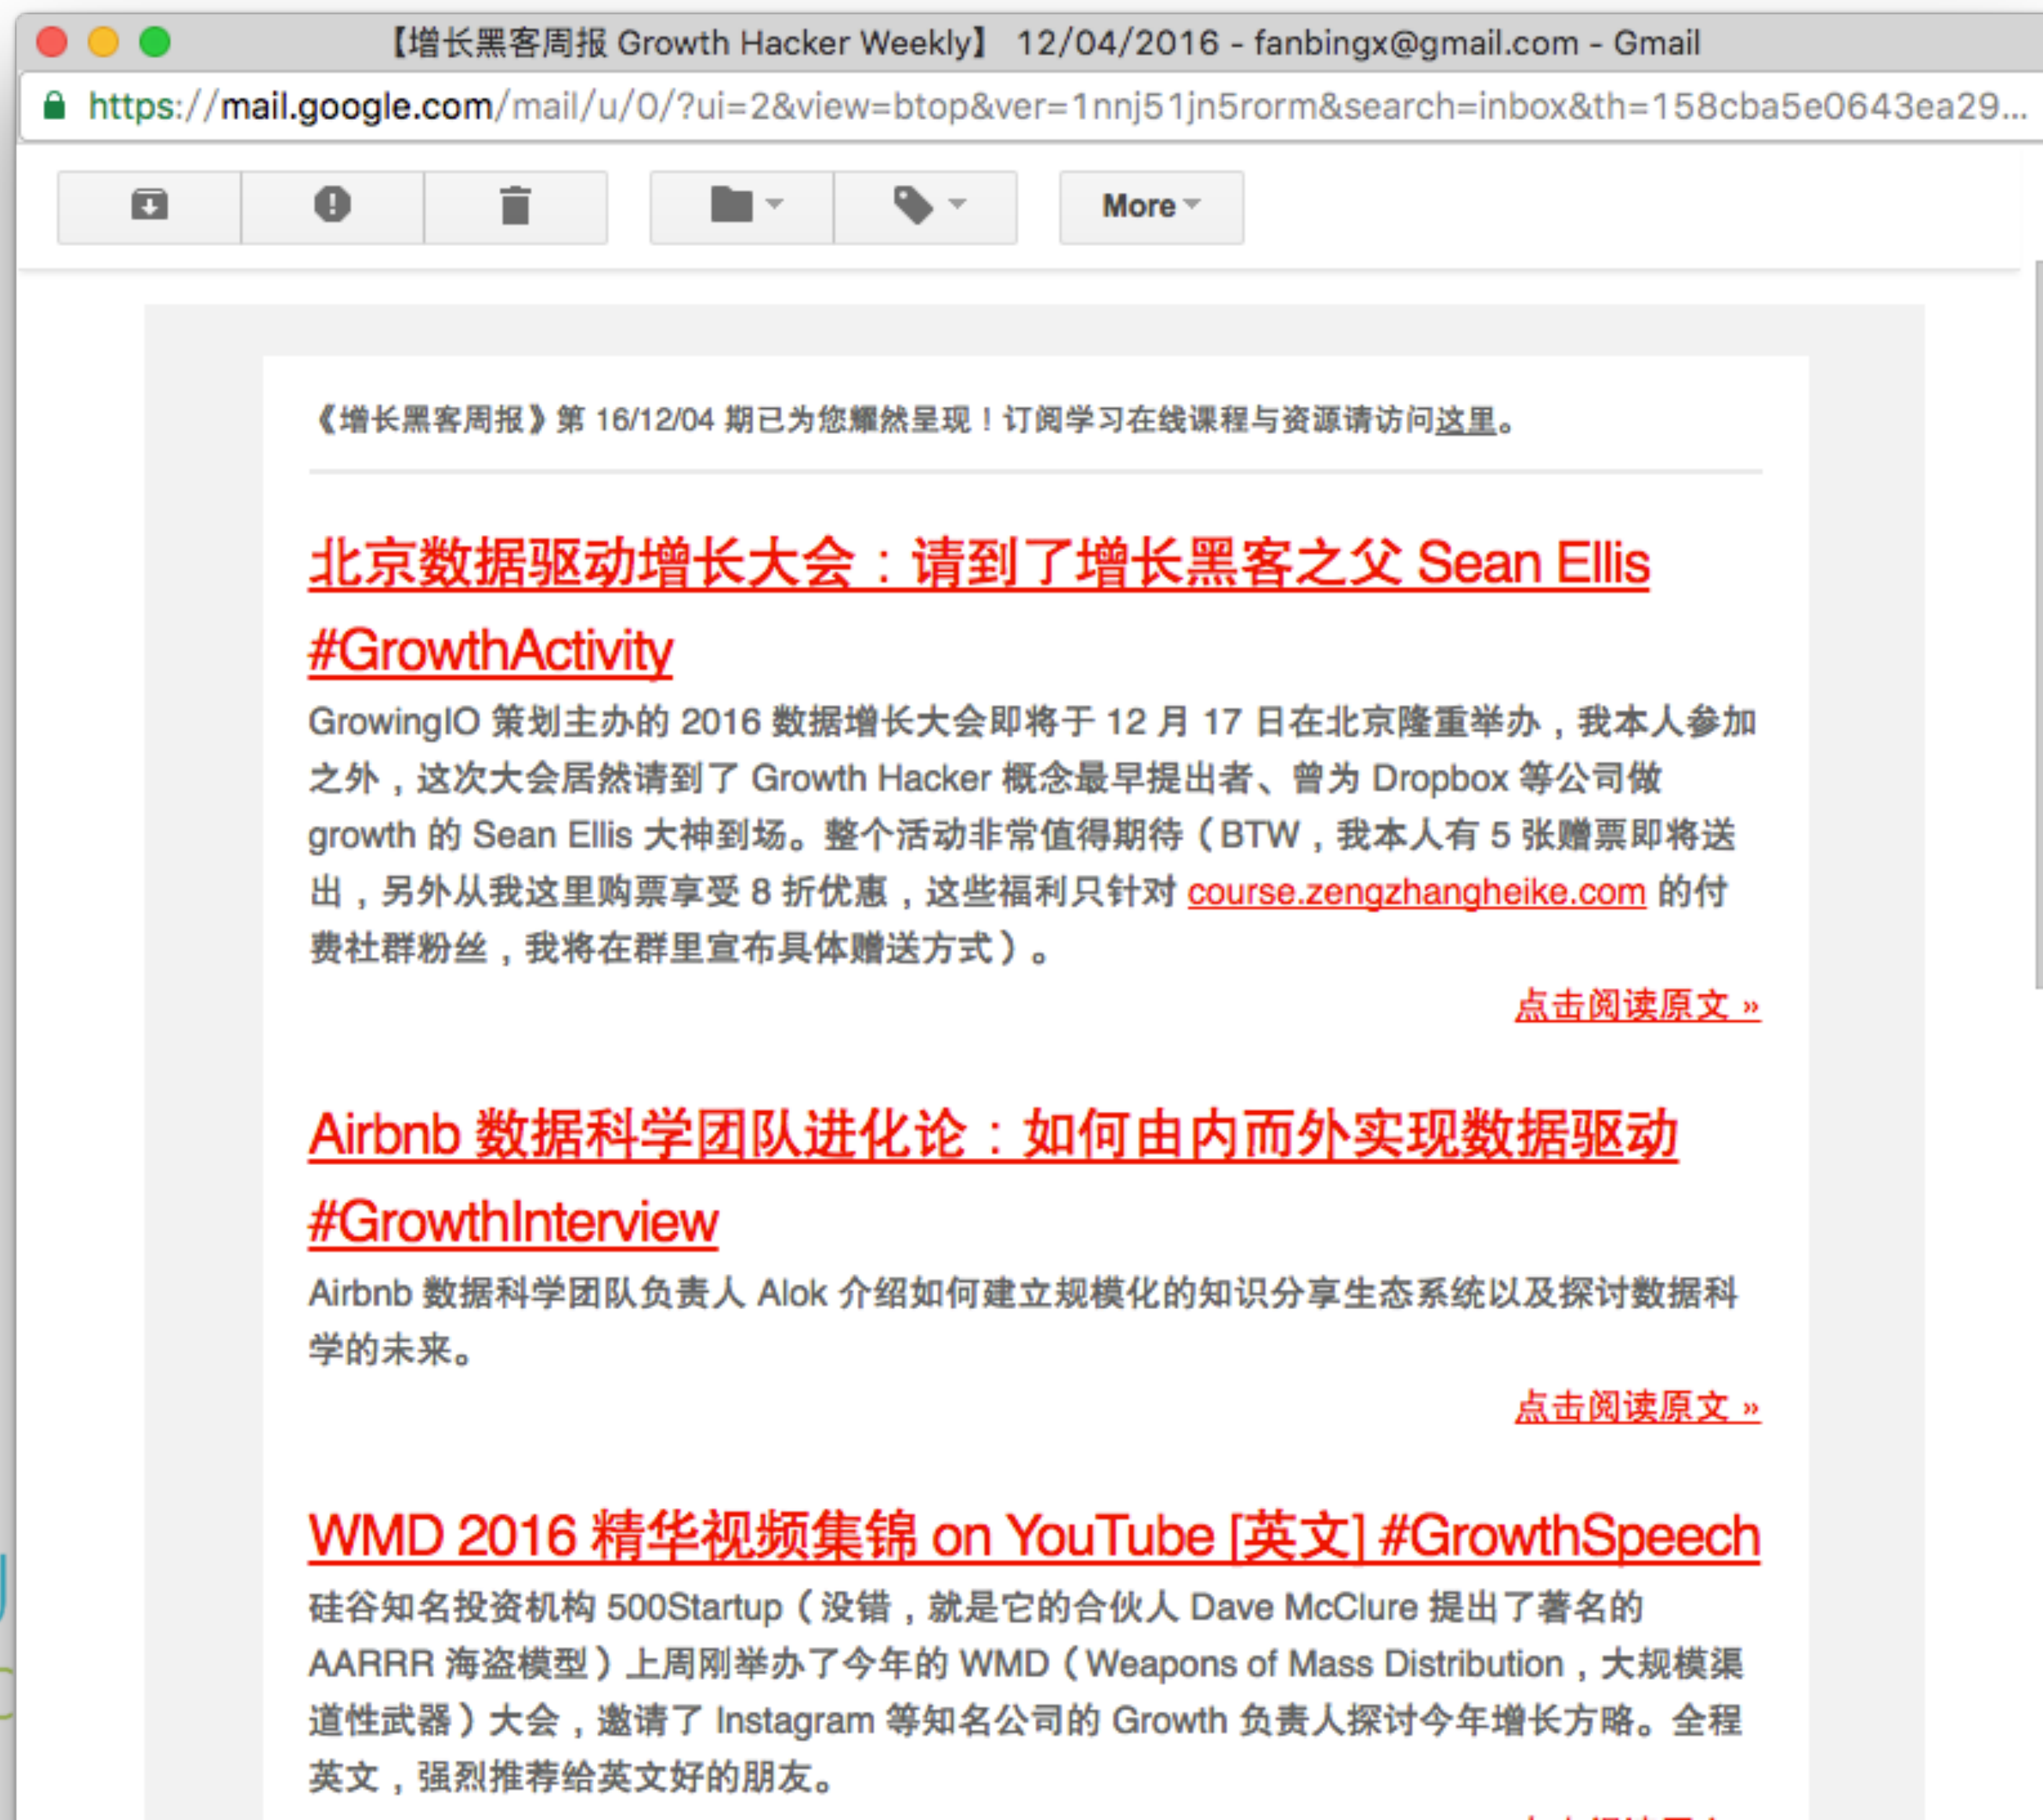 【增长黑客周报 Growth Hacker Weekly】 12/04/2016 - fanbingx@gmail.com - Gmail
https://mail.google.com/mail/u/0/?ui=2&view=btop&ver=1nnj51jn5rorm&search=inbox&th=158cba5e0643ea29...
More
《增长黑客周报》第 16/12/04 期已为您耀然呈现！订阅学习在线课程与资源请访问这里。
北京数据驱动增长大会：请到了增长黑客之父 Sean Ellis
#GrowthActivity
GrowingIO 策划主办的 2016 数据增长大会即将于 12 月 17 日在北京隆重举办，我本人参加
之外，这次大会居然请到了 Growth Hacker 概念最早提出者、曾为 Dropbox 等公司做
growth 的 Sean Ellis 大神到场。整个活动非常值得期待（BTW，我本人有 5 张赠票即将送
出，另外从我这里购票享受 8 折优惠，这些福利只针对 course.zengzhangheike.com 的付
费社群粉丝，我将在群里宣布具体赠送方式）。
点击阅读原文 »
Airbnb 数据科学团队进化论：如何由内而外实现数据驱动
#GrowthInterview
Airbnb 数据科学团队负责人 Alok 介绍如何建立规模化的知识分享生态系统以及探讨数据科
学的未来。
点击阅读原文 »
WMD 2016 精华视频集锦 on YouTube [英文] #GrowthSpeech
硅谷知名投资机构 500Startup（没错，就是它的合伙人 Dave McClure 提出了著名的
AARRR 海盗模型）上周刚举办了今年的 WMD（Weapons of Mass Distribution，大规模渠
道性武器）大会，邀请了 Instagram 等知名公司的 Growth 负责人探讨今年增长方略。全程
英文，强烈推荐给英文好的朋友。